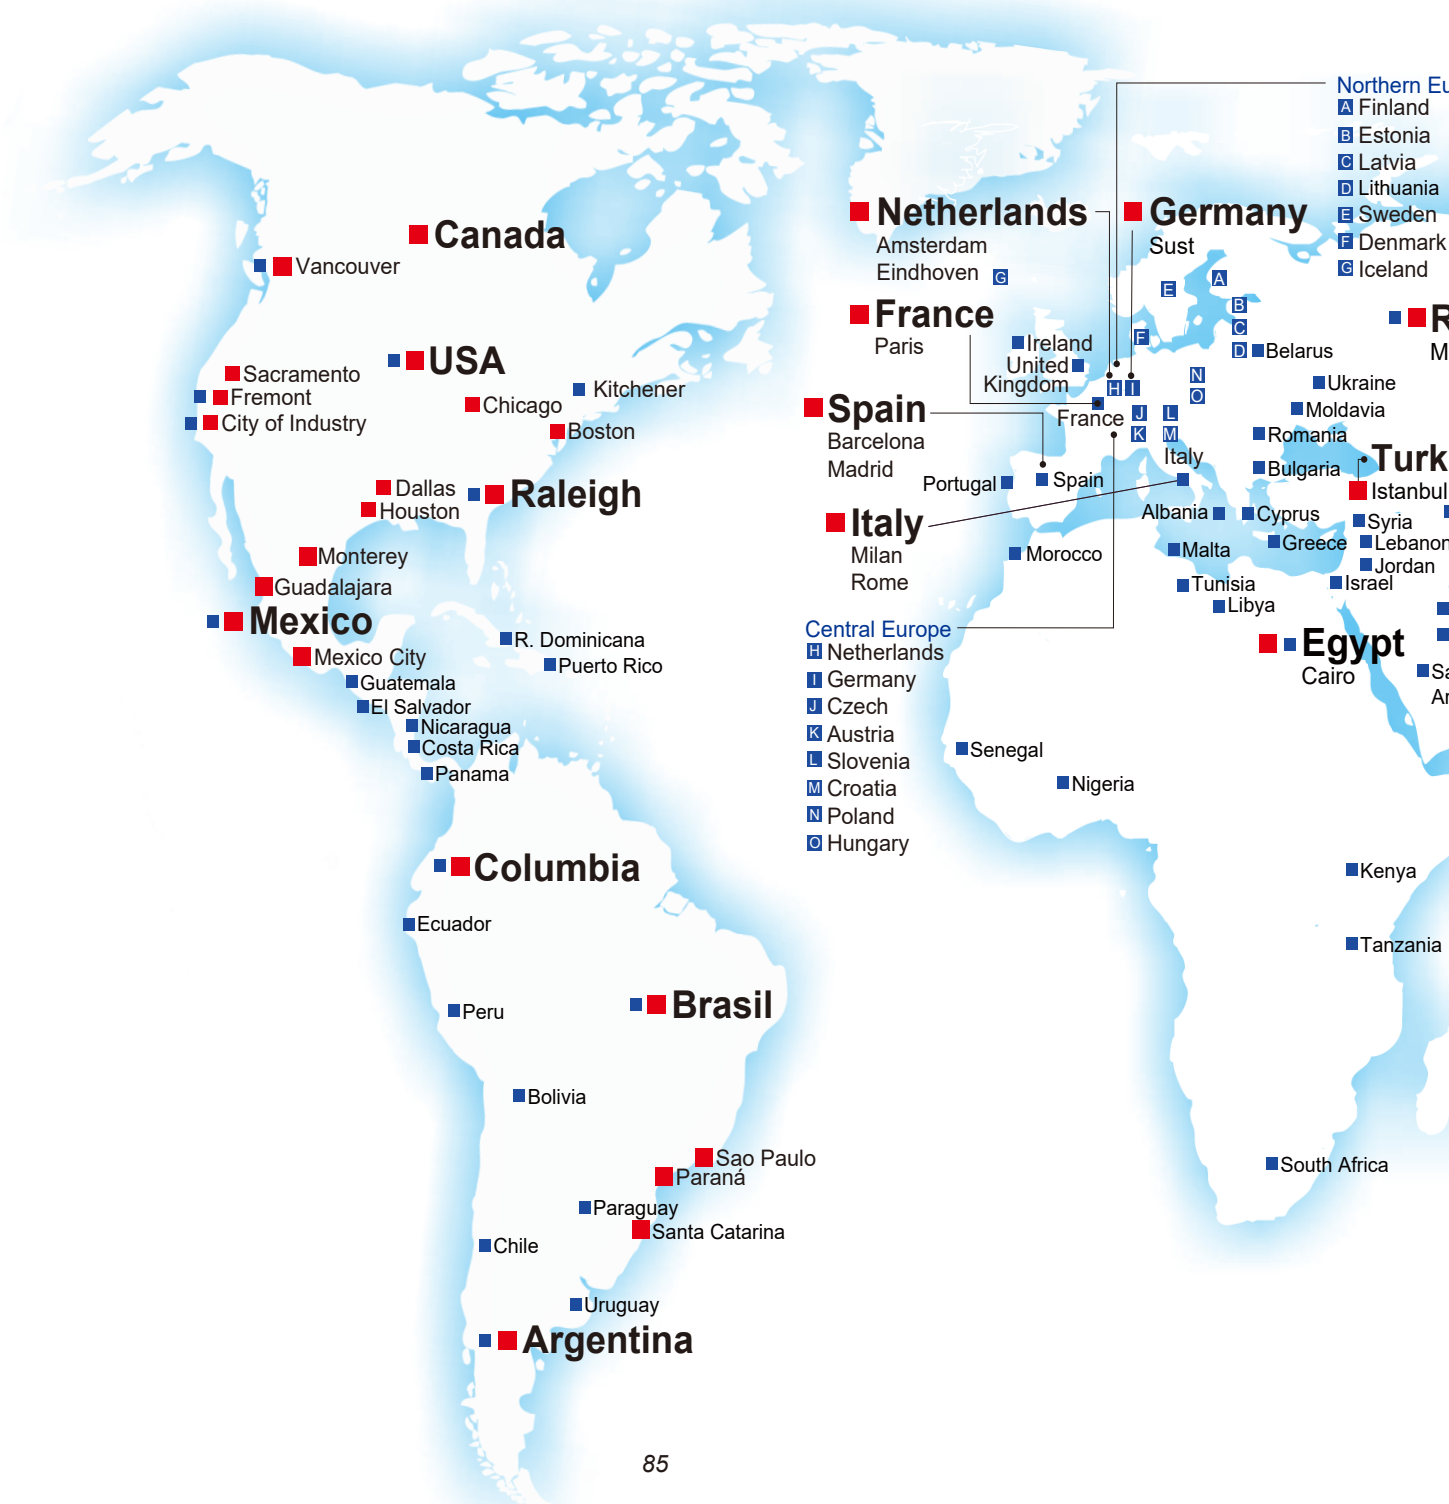 Canada
Vancouver
USA
Sacramento
Fremont
City of Industry
Chicago
Kitchener
Boston
Dallas
Houston
Raleigh
Monterey
Guadalajara
Mexico
Mexico City
Guatemala
El Salvador
Nicaragua
Costa Rica
Panama
R. Dominicana
Puerto Rico
Columbia
Ecuador
Peru
Brasil
Bolivia
Sao Paulo
Paraná
Paraguay
Santa Catarina
Chile
Uruguay
Argentina
Netherlands
Amsterdam
Eindhoven
G
France
Paris
Spain
Barcelona
Madrid
Italy
Milan
Rome
Germany
Sust
Northern Eu
A Finland
B Estonia
C Latvia
D Lithuania
E Sweden
F Denmark
G Iceland
E
A
B
C
D
F
Ireland
United
Kingdom
H
I
N
O
J
L
K
M
France
Italy
Portugal
Spain
Belarus
Ukraine
Moldavia
Romania
Bulgaria
R
M
Turk
Istanbul
Albania
Cyprus
Syria
Malta
Greece
Lebanon
Jordan
Morocco
Tunisia
Israel
Libya
Egypt
Cairo
Sa
Ar
Central Europe
H Netherlands
I Germany
J Czech
K Austria
L Slovenia
M Croatia
N Poland
O Hungary
Senegal
Nigeria
Kenya
Tanzania
South Africa
85